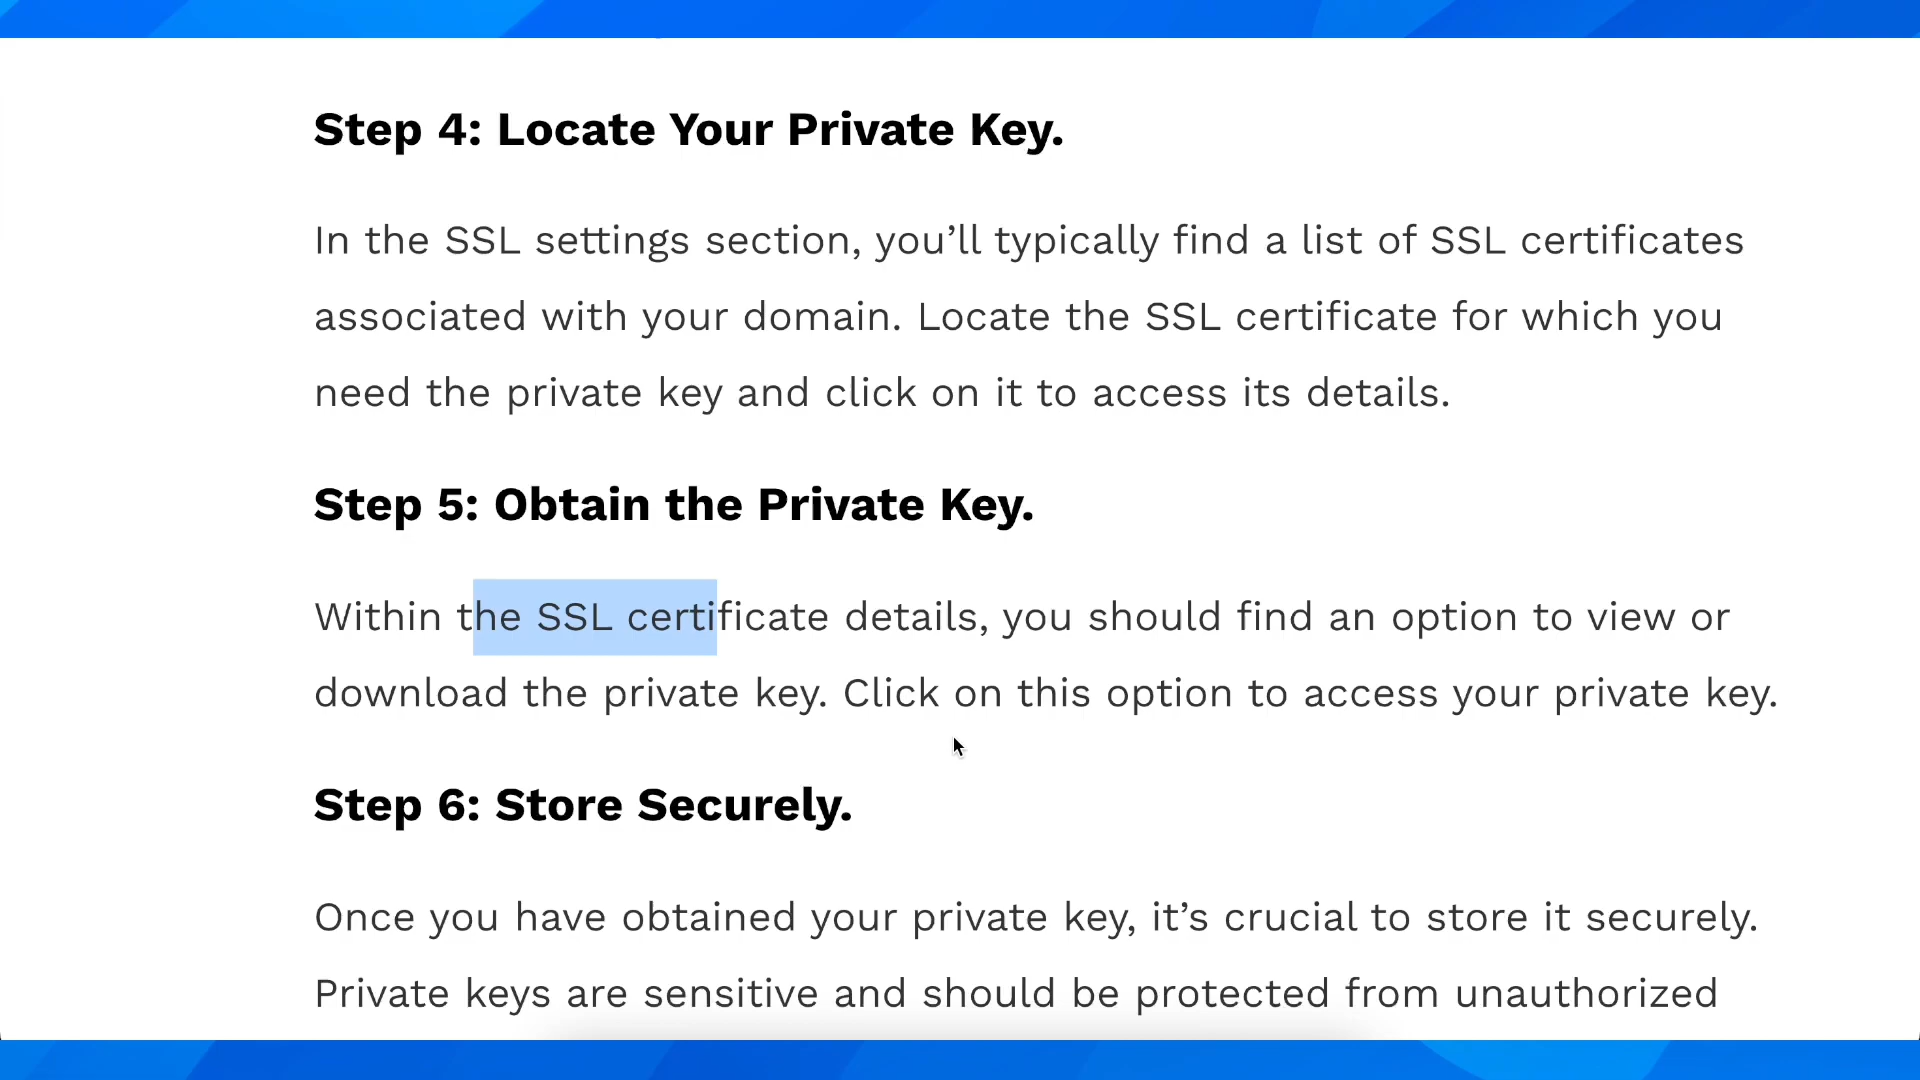 Step 4: Locate Your Private Key.
In the SSL settings section, you’ll typically find a list of SSL certificates
associated with your domain. Locate the SSL certificate for which you
need the private key and click on it to access its details.
Step 5: Obtain the Private Key.
Within the SSL certificate details, you should find an option to view or
download the private key. Click on this option to access your private key.
Step 6: Store Securely.
Once you have obtained your private key, it’s crucial to store it securely.
Private keys are sensitive and should be protected from unauthorized